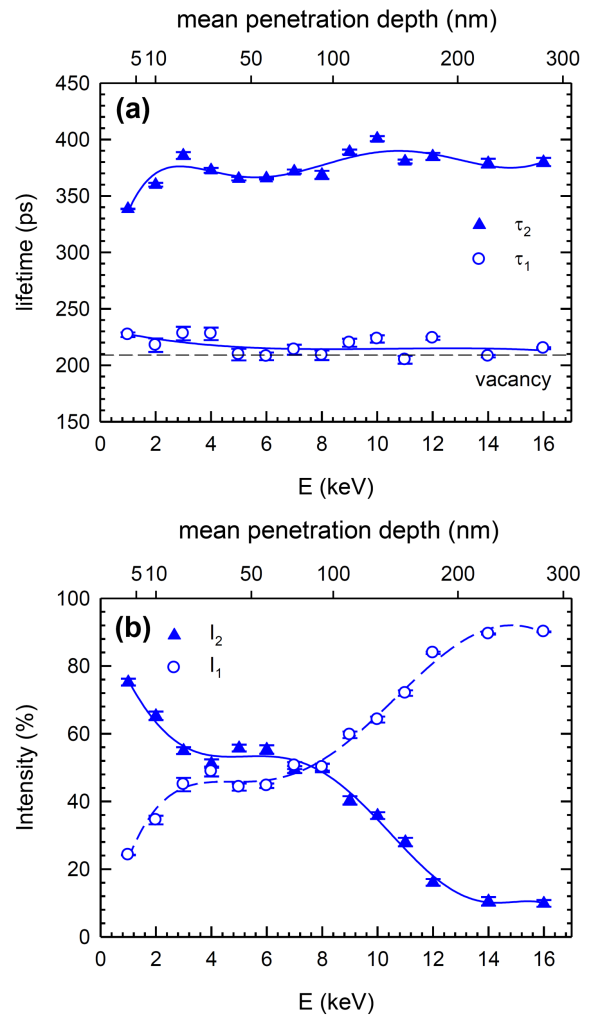 mean penetration depth (nm)
5 10 50 100 200 300
(a)
450
400
350
300
250
200
150
lifetime (ps)
τ2
τ1
vacancy
0 2 4 6 8 10 12 14 16
E (keV)
mean penetration depth (nm)
5 10 50 100 200 300
(b)
I2
I1
100
80
60
40
20
0
Intensity (%)
0 2 4 6 8 10 12 14 16
E (keV)